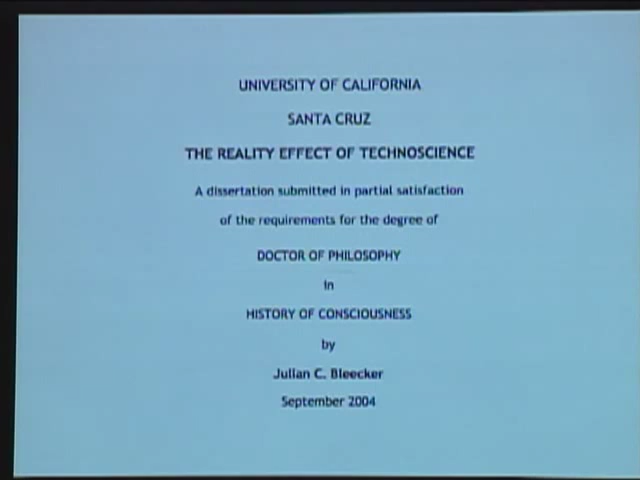 UNIVERSITY OF CALIFORNIA
SANTA CRUZ
THE REALITY EFFECT OF TECHNOSCIENCE
A dissertation submitted in partial satisfaction
of the requirements for the degree of
DOCTOR OF PHILOSOPHY
in
HISTORY OF CONSCIOUSNESS
by
Julian C. Bleecker
September 2004